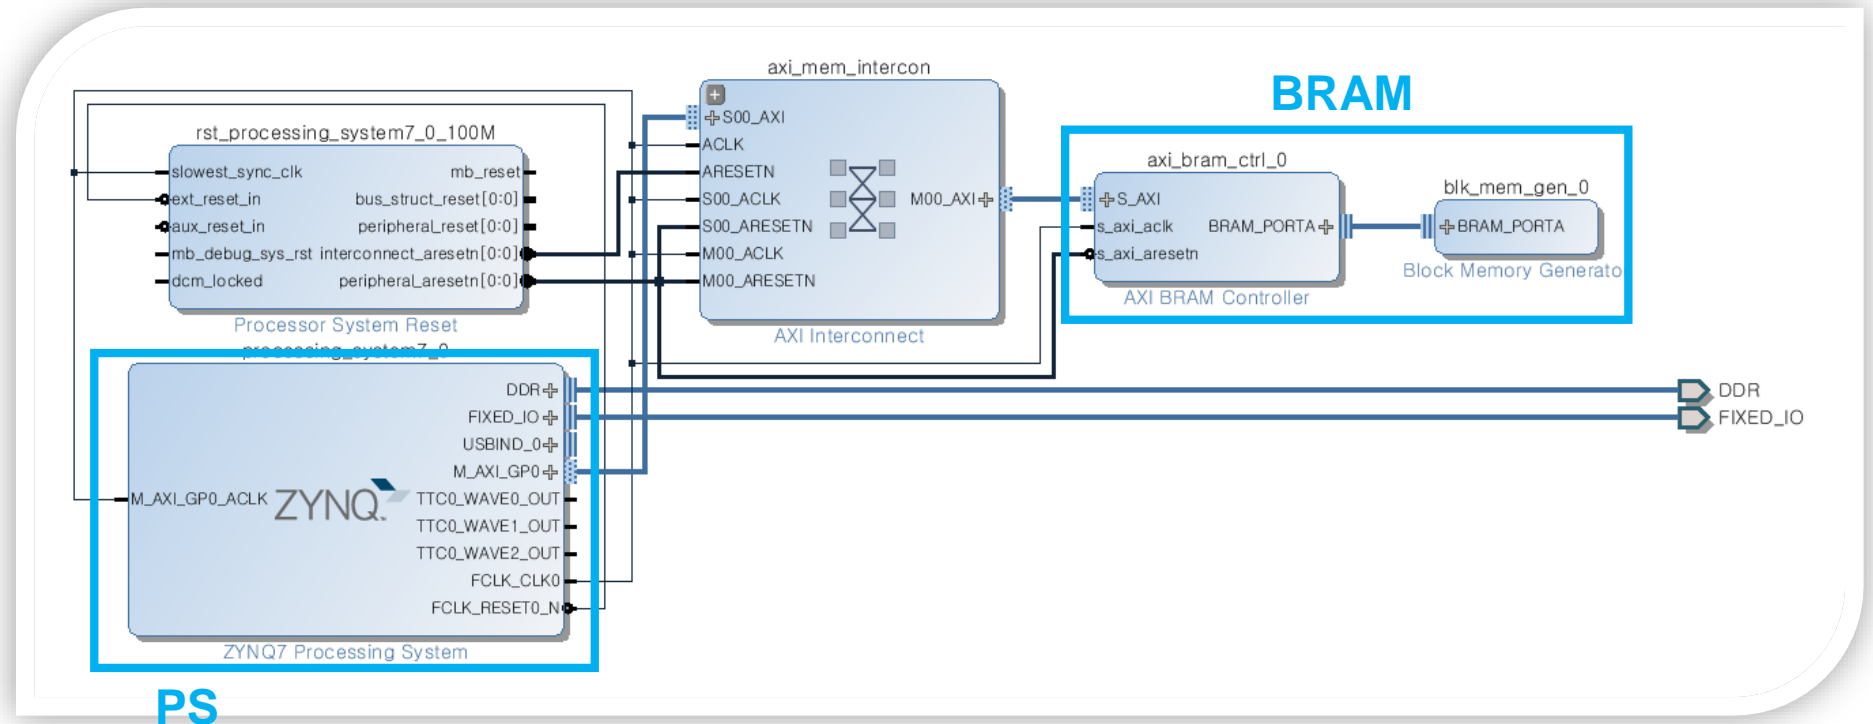 axi_mem_intercon
S00_AXI
ACLK
ARESETN
S00_ACLK
S00_ARESETN
M00_ACLK
M00_ARESETN
M00_AXI
AXI Interconnect
BRAM
axi_bram_ctrl_0
S_AXI
s_axi_aclk
s_axi_aresetn
BRAM_PORTA
AXI BRAM Controller
blk_mem_gen_0
BRAM_PORTA
Block Memory Generato
rst_processing_system7_0_100M
slowest_sync_clk
ext_reset_in
aux_reset_in
mb_debug_sys_rst
dcm_locked
mb_reset
bus_struct_reset[0:0]
peripheral_reset[0:0]
interconnect_aresetn[0:0]
peripheral_aresetn[0:0]
Processor System Reset
processing_system7_0
M_AXI_GP0_ACLK
ZYNQ
DDR
FIXED_IO
USBIND_0
M_AXI_GP0
TTC0_WAVE0_OUT
TTC0_WAVE1_OUT
TTC0_WAVE2_OUT
FCLK_CLK0
FCLK_RESET0_N
ZYNQ7 Processing System
PS
DDR
FIXED_IO